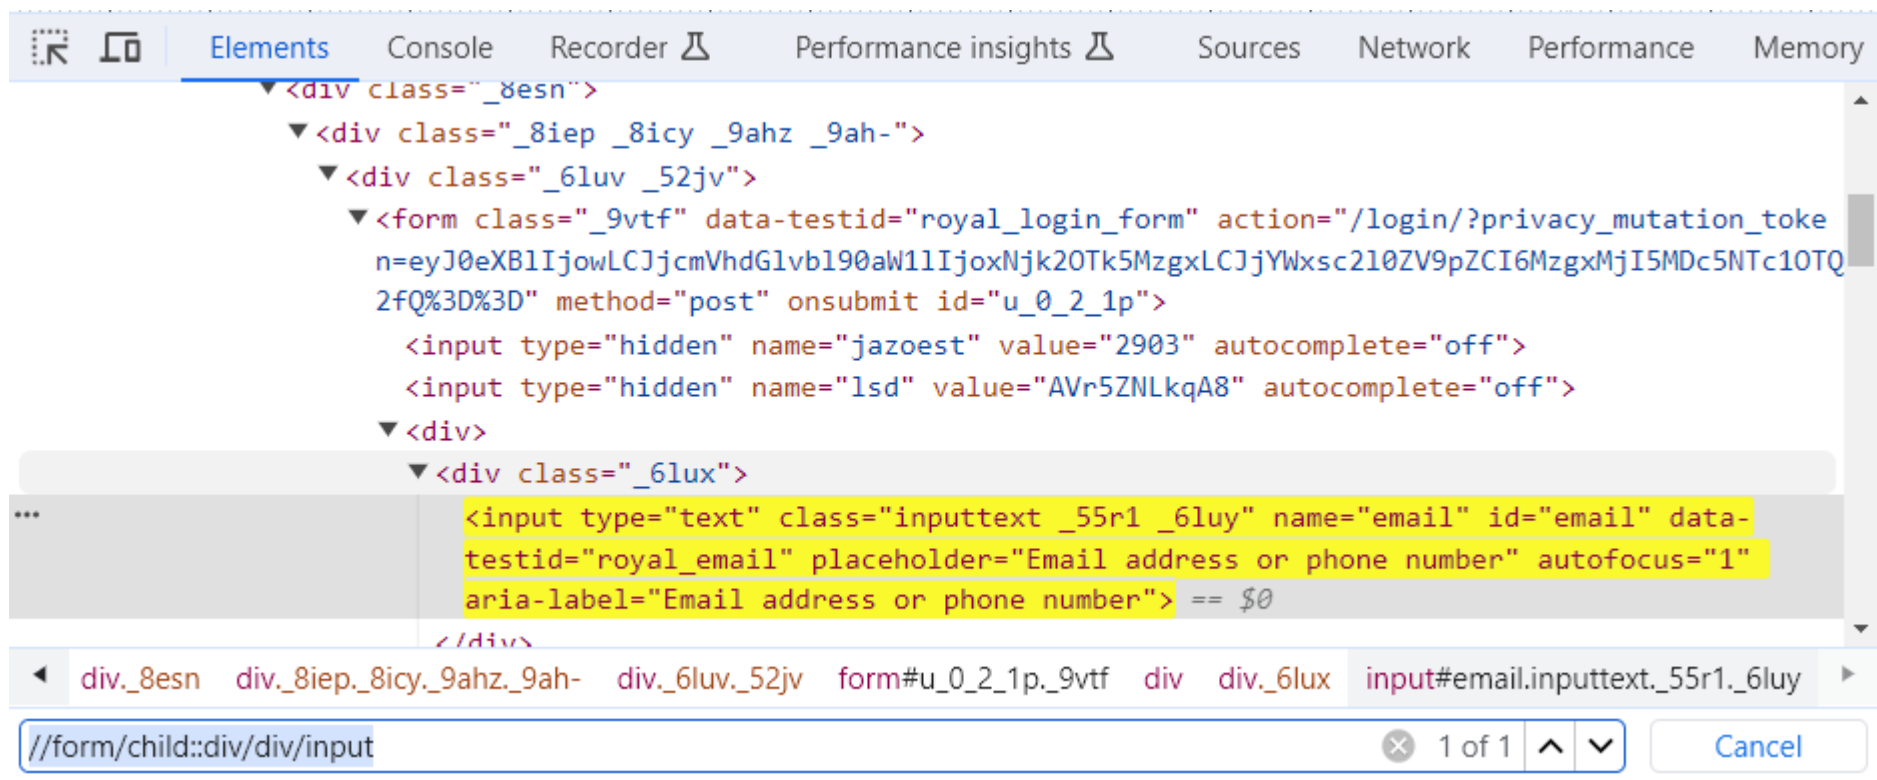 Elements Console Recorder Performance insights Sources Network Performance Memory
<div class="_8esn">
<div class="_8iep _8icy _9ahz _9ah-">
<div class="_6luv _52jv">
<form class="_9vtf" data-testid="royal_login_form" action="/login/?privacy_mutation_toke
n=eyJ0eXBlIjowLCJjcmVhdGlvbl90aW1lIjoxNjk2OTk5MzgxLCJjYWxsc2l0ZV9pZCI6MzgxMjI5MDc5NTc1OTQ
2fQ%3D%3D" method="post" onsubmit id="u_0_2_1p">
<input type="hidden" name="jazoest" value="2903" autocomplete="off">
<input type="hidden" name="lsd" value="AVr5ZNLkqA8" autocomplete="off">
<div>
<div class="_6lux">
<input type="text" class="inputtext _55r1 _6luy" name="email" id="email" data-
testid="royal_email" placeholder="Email address or phone number" autofocus="1"
aria-label="Email address or phone number"> == $0
</div>
div._8esn div._8iep._8icy._9ahz._9ah- div._6luv._52jv form#u_0_2_1p._9vtf div div._6lux input#email.inputtext._55r1._6luy
//form/child::div/div/input 1 of 1 Cancel